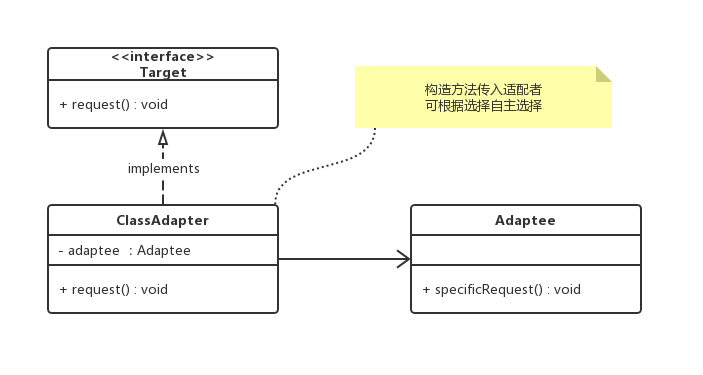 <<interface>>
Target
+ request() : void
构造方法传入适配者
可根据选择自主选择
implements
ClassAdapter
- adaptee : Adaptee
+ request() : void
Adaptee
+ specificRequest() : void